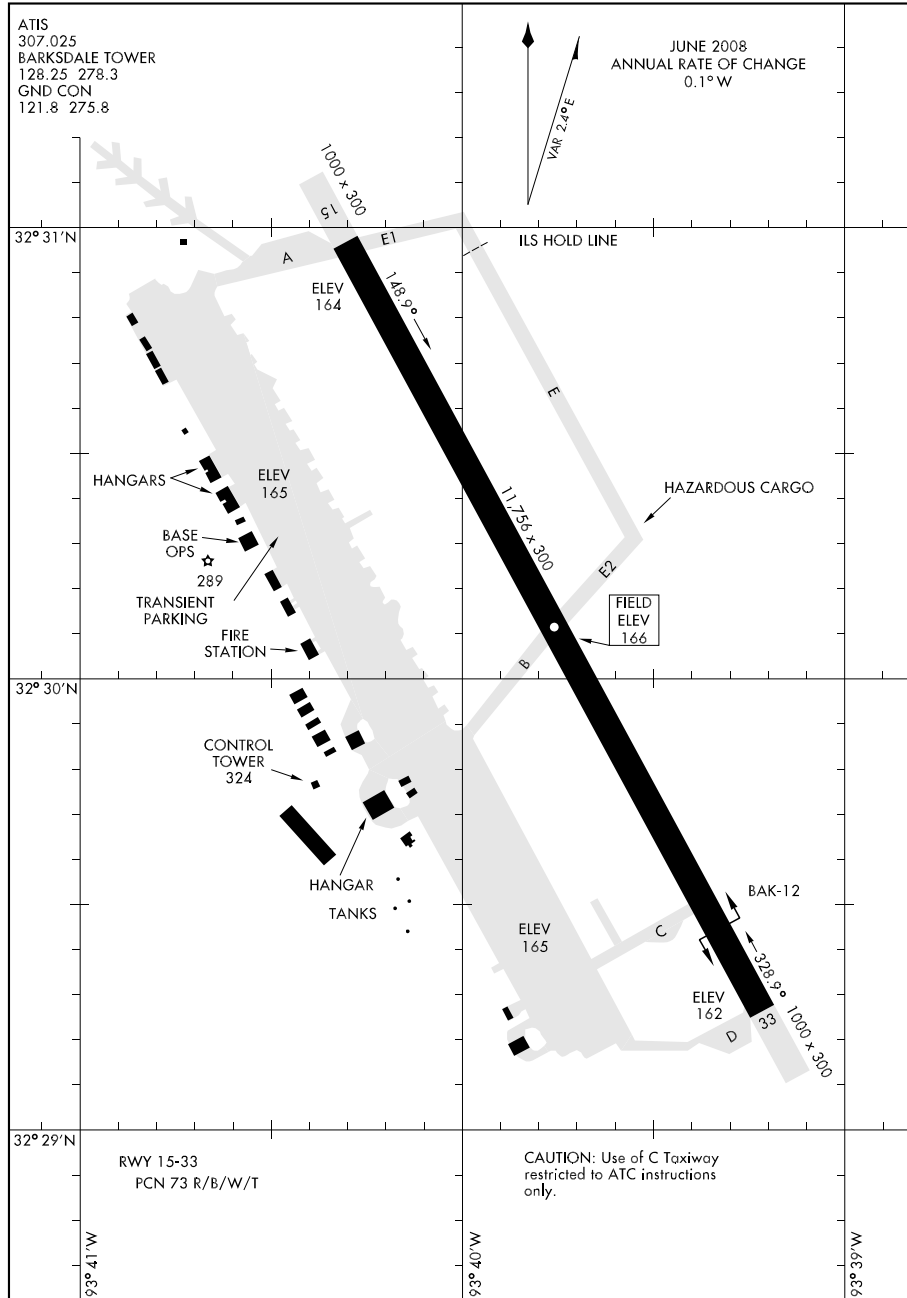 ATIS
307.025
BARKSDALE TOWER
128.25 278.3
GND CON
121.8 275.8
JUNE 2008
ANNUAL RATE OF CHANGE
0.1° W
VAR 2.4° E
1000 x 300
15
32° 31'N
E1
ILS HOLD LINE
A
ELEV
164
148.9°
E
HANGARS
ELEV
165
HAZARDOUS CARGO
11,756 x 300
BASE
OPS
289
E2
TRANSIENT
PARKING
FIELD
ELEV
166
FIRE
STATION
B
32° 30'N
CONTROL
TOWER
324
HANGAR
BAK-12
TANKS
ELEV
165
C
328.9°
ELEV
162
33
1000 x 300
D
32° 29'N
RWY 15-33
PCN 73 R/B/W/T
CAUTION: Use of C Taxiway
restricted to ATC instructions
only.
93° 41'W
93° 40'W
93° 39'W